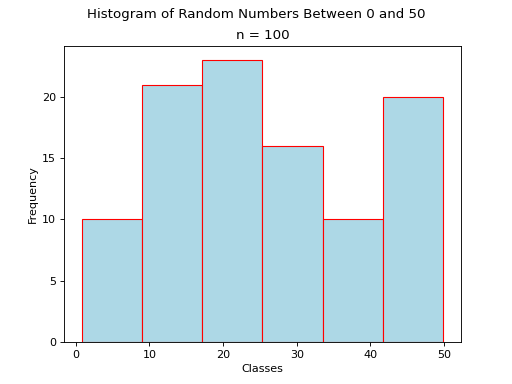 Histogram of Random Numbers Between 0 and 50
n = 100
20
15
10
5
0
Frequency
0 10 20 30 40 50
Classes